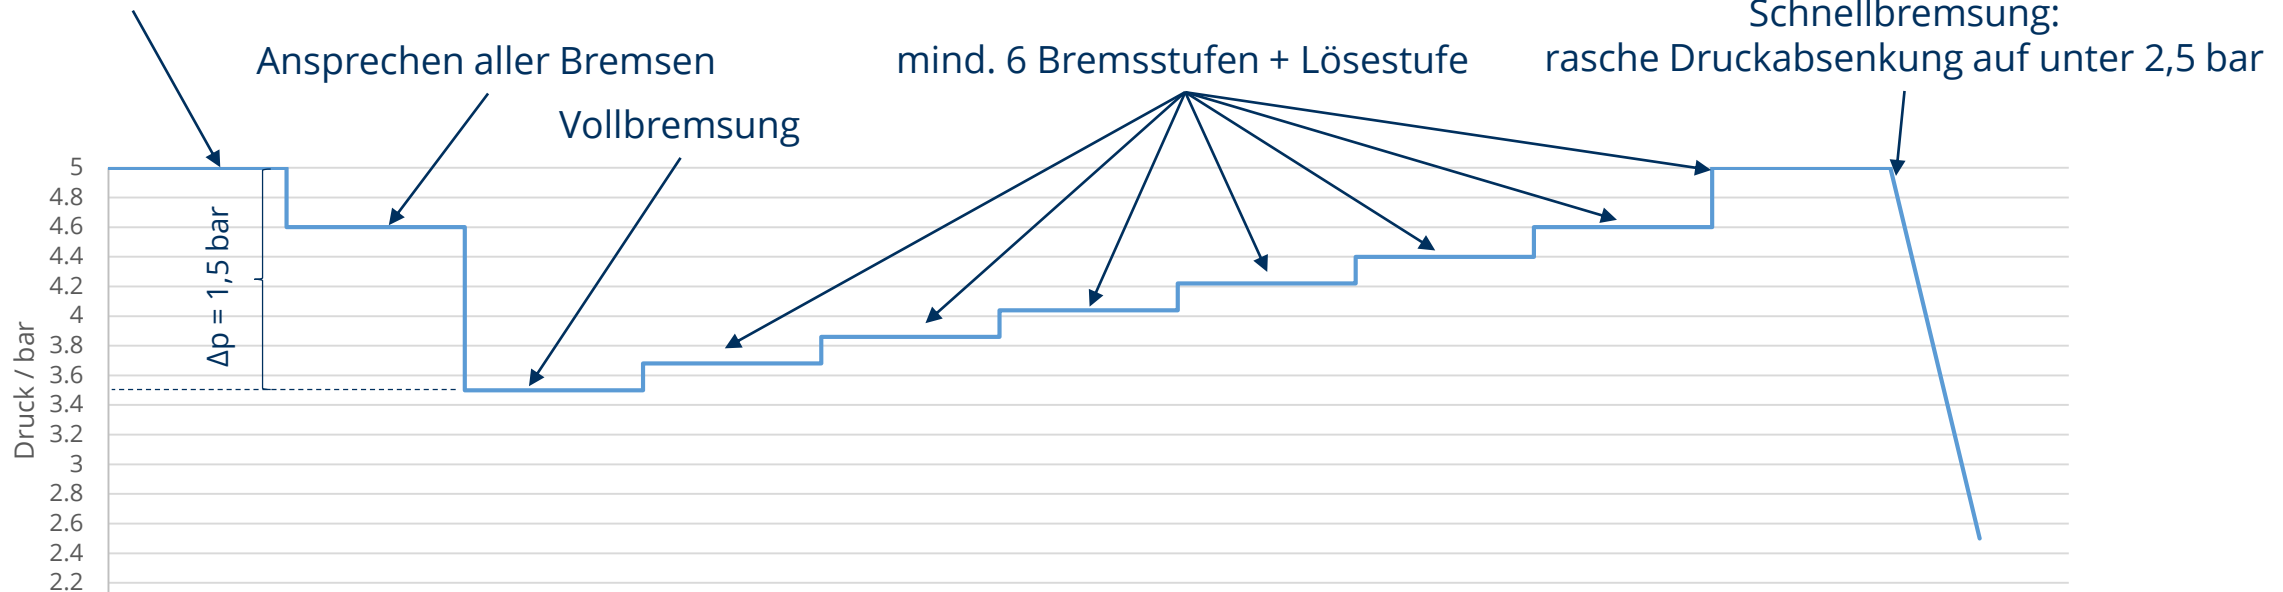 Schnellbremsung:
Ansprechen aller Bremsen
mind. 6 Bremsstufen + Lösestufe
rasche Druckabsenkung auf unter 2,5 bar
Vollbremsung
5
4.8
4.6
4.4
4.2
4
3.8
3.6
3.4
3.2
3
2.8
2.6
2.4
2.2
Druck / bar
Δp = 1,5 bar